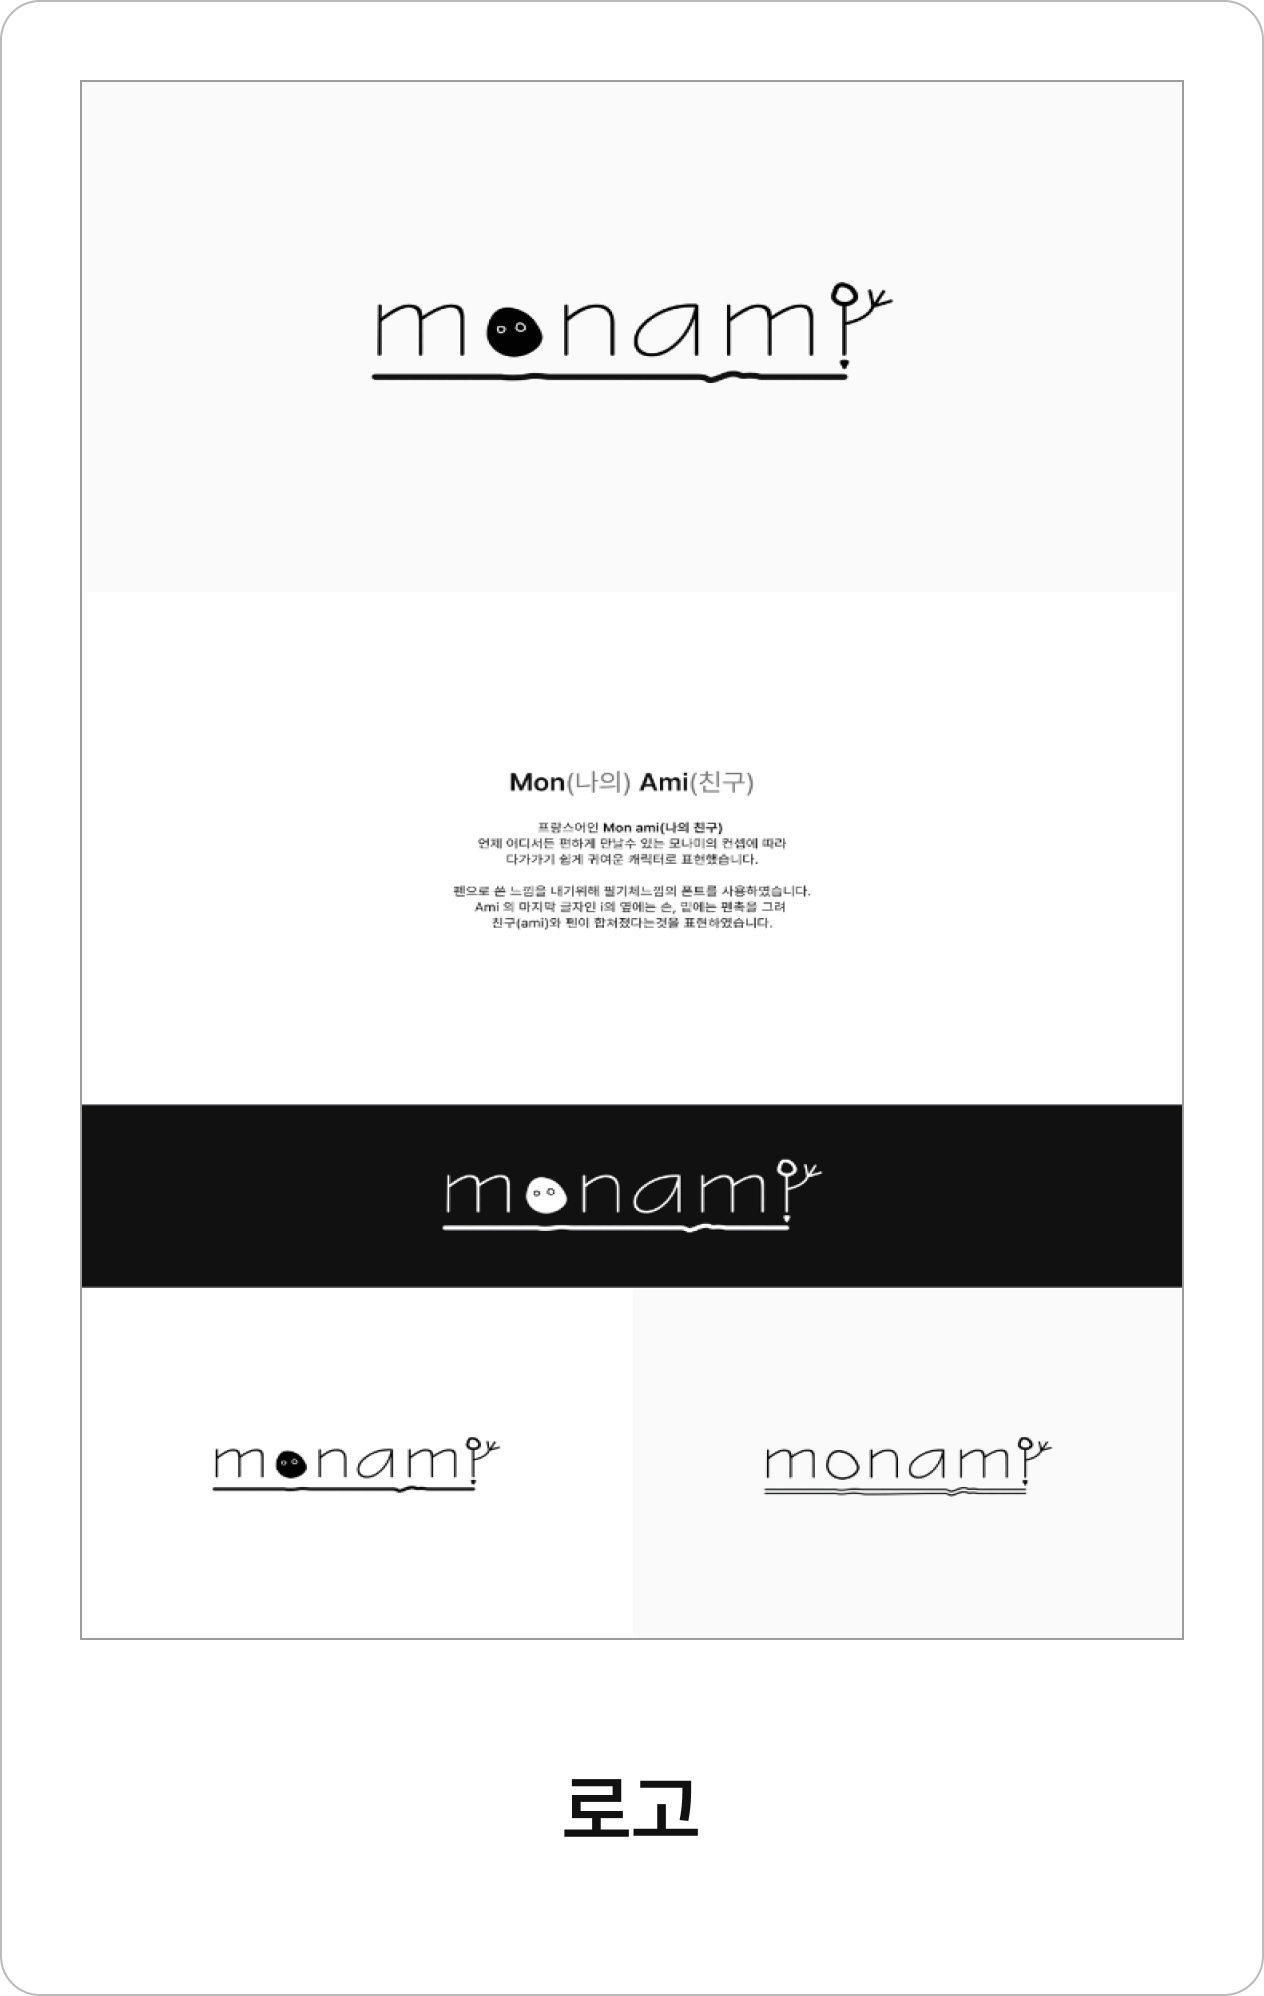 monami
Mon(나의) Ami(친구)
프랑스어인 Mon ami(나의 친구)
언제 어디서든 편하게 만날수 있는 모나미의 컨셉에 따라
다가가기 쉽게 귀여운 캐릭터로 표현했습니다.
펜으로 쓴 느낌을 내기위해 필기체느낌의 폰트를 사용하였습니다.
Ami 의 마지막 글자인 i의 옆에는 손, 밑에는 펜촉을 그려
친구(ami)와 펜이 합쳐졌다는것을 표현하였습니다.
monami
monami
monami
로고